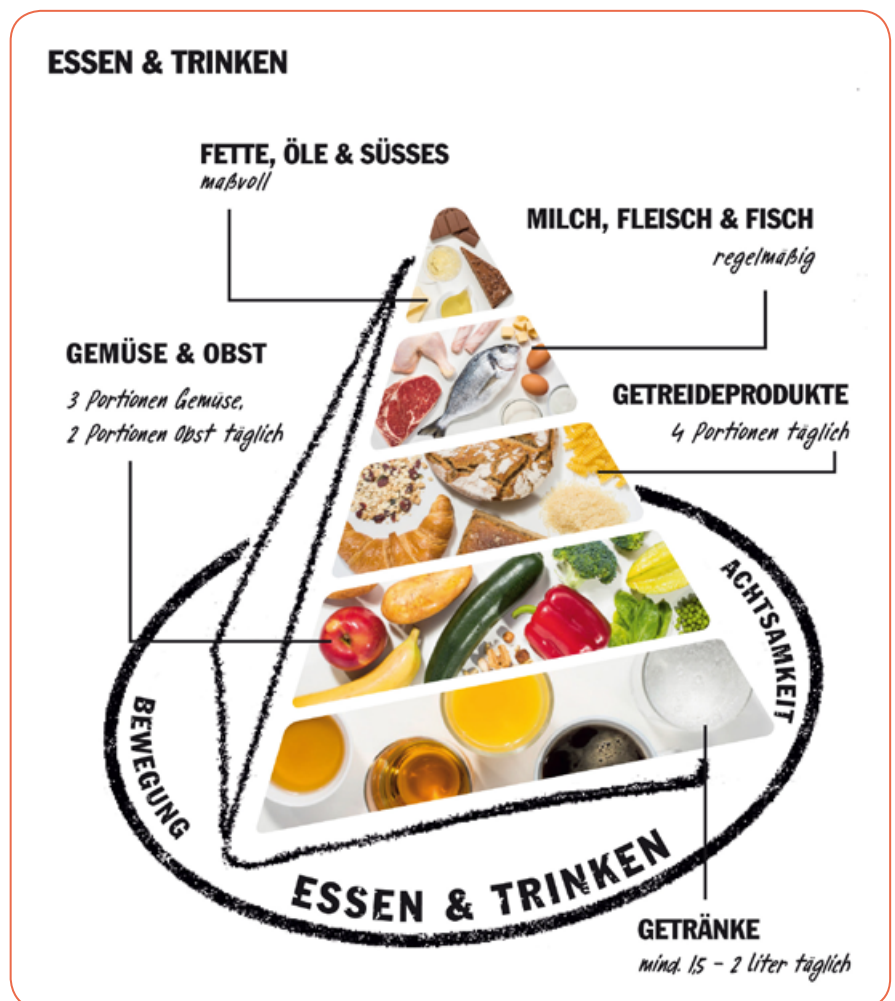 ESSEN & TRINKEN
FETTE, ÖLE & SÜSSES
maßvoll
MILCH, FLEISCH & FISCH
regelmäßig
GEMÜSE & OBST
3 Portionen Gemüse,
2 Portionen Obst täglich
GETREIDEPRODUKTE
4 Portionen täglich
ACHTSAMKEIT
BEWEGUNG
ESSEN & TRINKEN
GETRÄNKE
mind. 1,5 – 2 Liter täglich